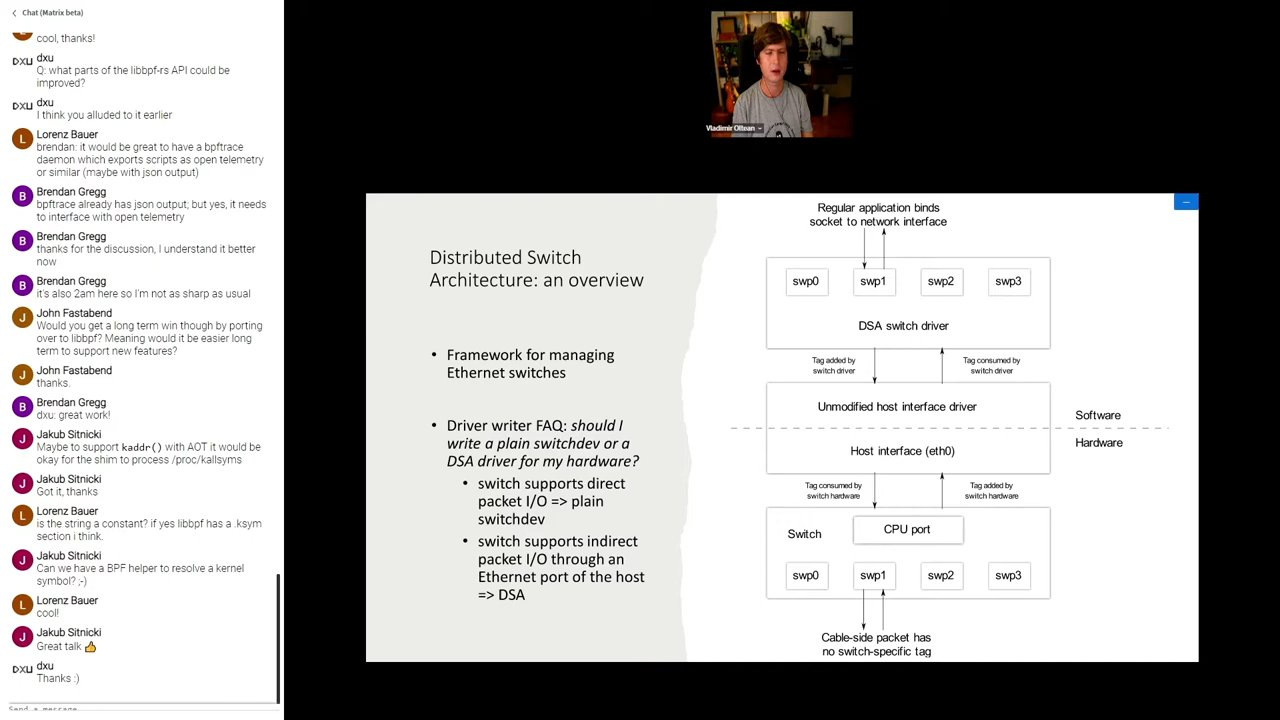 Chat (Matrix beta)
cool, thanks!
dxu
Q: what parts of the libbpf-rs API could be
improved?
dxu
I think you alluded to it earlier
Lorenz Bauer
brendan: it would be great to have a bpftrace
daemon which exports scripts as open telemetry
or similar (maybe with json output)
Brendan Gregg
bpftrace already has json output; but yes, it needs
to interface with open telemetry
Brendan Gregg
thanks for the discussion, I understand it better
now
Brendan Gregg
it's also 2am here so I'm not as sharp as usual
John Fastabend
Would you get a long term win though by porting
over to libbpf? Meaning would it be easier long
term to support new features?
John Fastabend
thanks.
Brendan Gregg
dxu: great work!
Jakub Sitnicki
Maybe to support kaddr() with AOT it would be
okay for the shim to process /proc/kallsyms
Jakub Sitnicki
Got it, thanks
Lorenz Bauer
is the string a constant? if yes libbpf has a .ksym
section i think.
Jakub Sitnicki
Can we have a BPF helper to resolve a kernel
symbol? ;-)
Lorenz Bauer
cool!
Jakub Sitnicki
Great talk 👍
dxu
Thanks :)
Send a message
Vladimir Oltean
Distributed Switch
Architecture: an overview
• Framework for managing
Ethernet switches
• Driver writer FAQ: should I
write a plain switchdev or a
DSA driver for my hardware?
• switch supports direct
packet I/O => plain
switchdev
• switch supports indirect
packet I/O through an
Ethernet port of the host
=> DSA
Regular application binds
socket to network interface
swp0 swp1 swp2 swp3
DSA switch driver
Tag added by
switch driver
Tag consumed by
switch driver
Unmodified host interface driver
Software
Hardware
Host interface (eth0)
Tag consumed by
switch hardware
Tag added by
switch hardware
Switch
CPU port
swp0 swp1 swp2 swp3
Cable-side packet has
no switch-specific tag